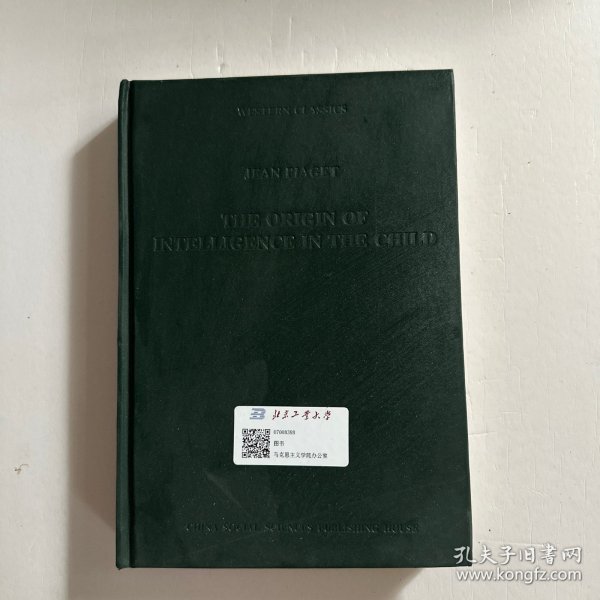 WESTERN CLASSICS
JEAN PIAGET
THE ORIGIN OF
INTELLIGENCE IN THE CHILD
北京工业大学
07008398
图书
马克思主义学院办公室
CHINA SOCIAL SCIENCES PUBLISHING HOUSE
孔夫子旧书网
www.kongfz.com